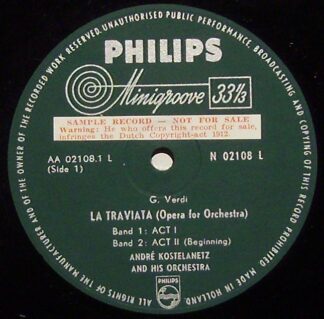 UNAUTHORISED PUBLIC PERFORMANCE, BROADCASTING AND COPYING OF THIS RECORD PROHIBITED. MADE IN HOLLAND. ALL RIGHTS OF THE MANUFACTURER AND OF THE OWNER OF THE RECORDED WORK RESERVED.
PHILIPS
Minigroove 33⅓
SAMPLE RECORD — NOT FOR SALE
Warning: He who offers this record for sale,
infringes the Dutch Copyright-act 1912.
AA 02108.1 L
N 02108 L
(Side 1)
G. Verdi
LA TRAVIATA (Opera for Orchestra)
Band 1: ACT I
Band 2: ACT II (Beginning)
ANDRÉ KOSTELANETZ
AND HIS ORCHESTRA
PHILIPS